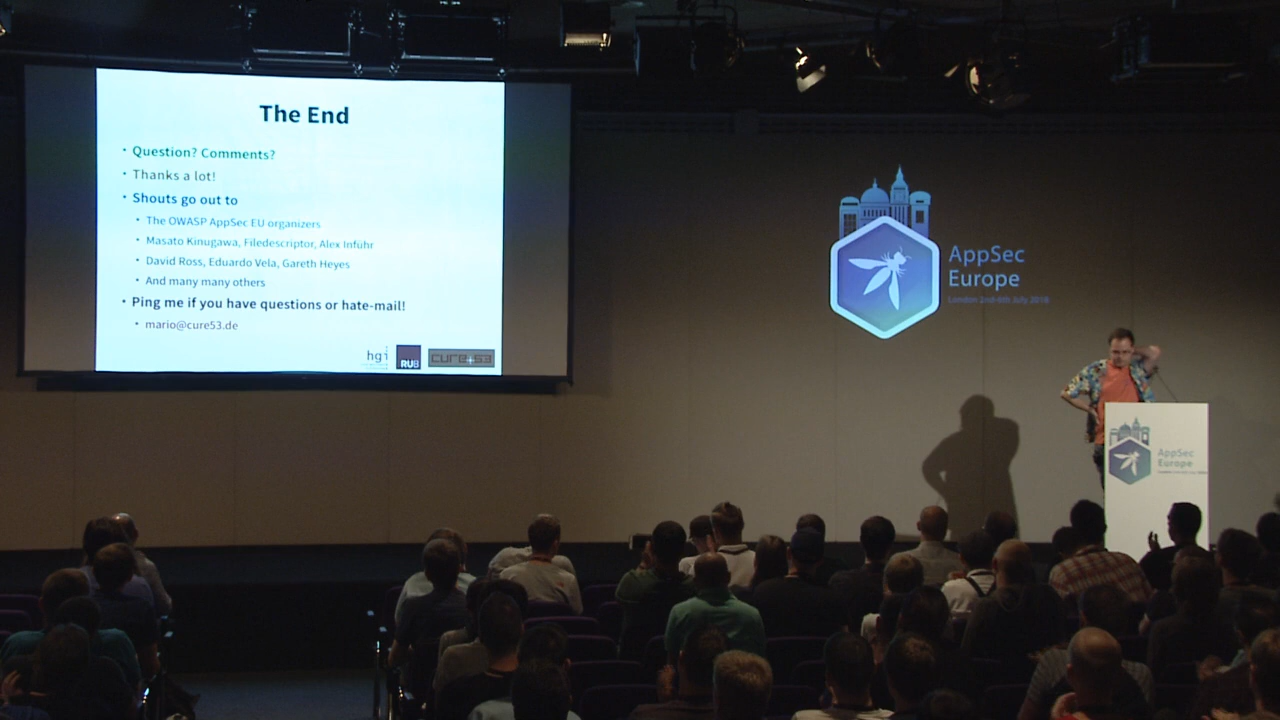 The End
• Question? Comments?
• Thanks a lot!
• Shouts go out to
• The OWASP AppSec EU organizers
• Masato Kinugawa, Filedescriptor, Alex Inführ
• David Ross, Eduardo Vela, Gareth Heyes
• And many many others
• Ping me if you have questions or hate-mail!
• mario@cure53.de
hgi
RUB
cure+53
AppSec
Europe
London 2nd-6th July 2018
AppSec
Europe